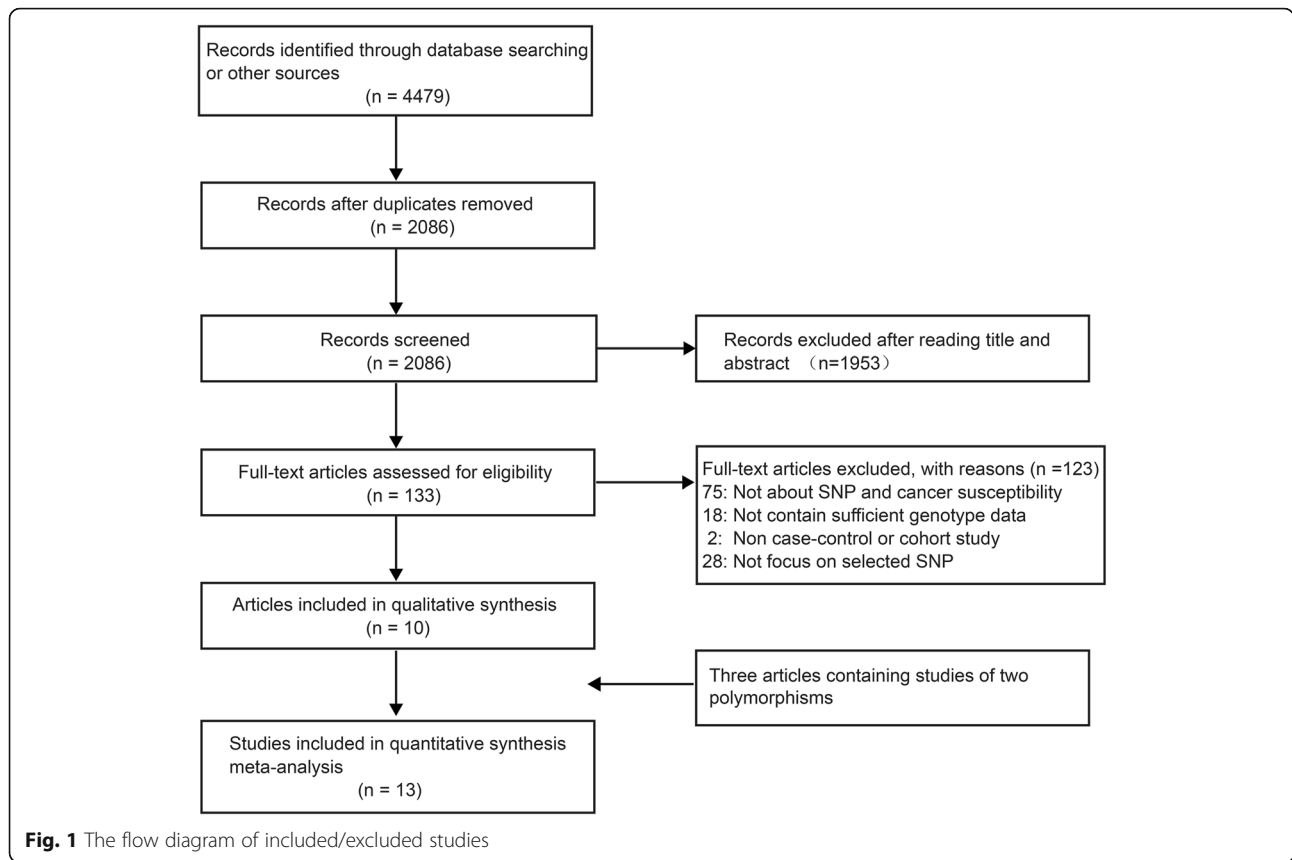 Records identified through database searching
or other sources
(n = 4479)
Records after duplicates removed
(n = 2086)
Records screened
(n = 2086)
Records excluded after reading title and
abstract （n=1953）
Full-text articles assessed for eligibility
(n = 133)
Full-text articles excluded, with reasons (n =123)
75: Not about SNP and cancer susceptibility
18: Not contain sufficient genotype data
2: Non case-control or cohort study
28: Not focus on selected SNP
Articles included in qualitative synthesis
(n = 10)
Three articles containing studies of two
polymorphisms
Studies included in quantitative synthesis
meta-analysis
(n = 13)
Fig. 1 The flow diagram of included/excluded studies